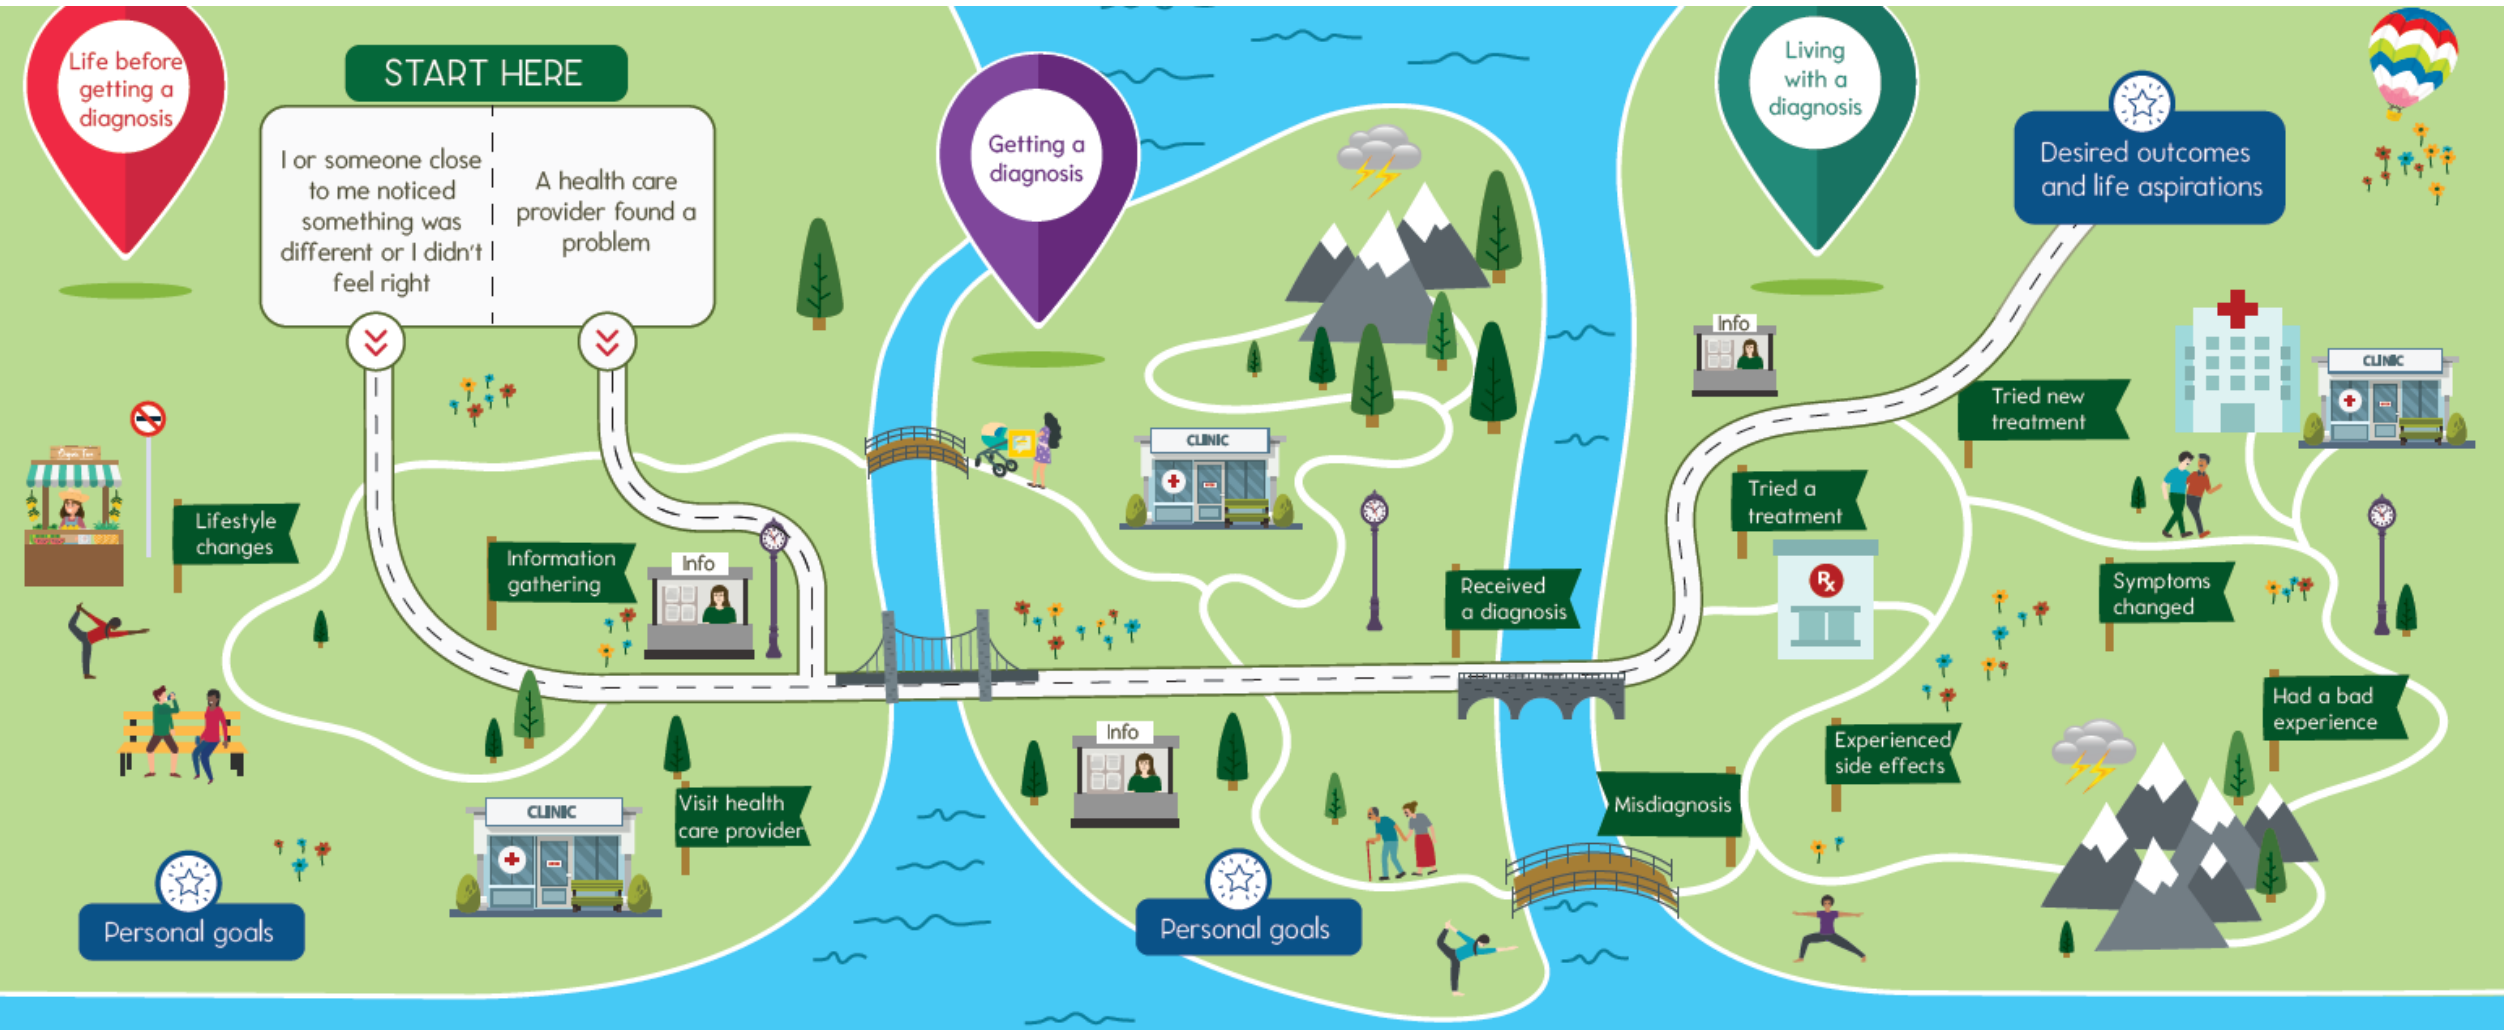 Life before
getting a
diagnosis
START HERE
I or someone close
to me noticed
something was
different or I didn't
feel right
A health care
provider found a
problem
Getting a
diagnosis
Living
with a
diagnosis
Desired outcomes
and life aspirations
Lifestyle
changes
Information
gathering
Info
CLINIC
Visit health
care provider
Personal goals
CLINIC
Received
a diagnosis
Info
Personal goals
Info
CLINIC
Tried new
treatment
Tried a
treatment
Rx
Symptoms
changed
Had a bad
experience
Experienced
side effects
Misdiagnosis